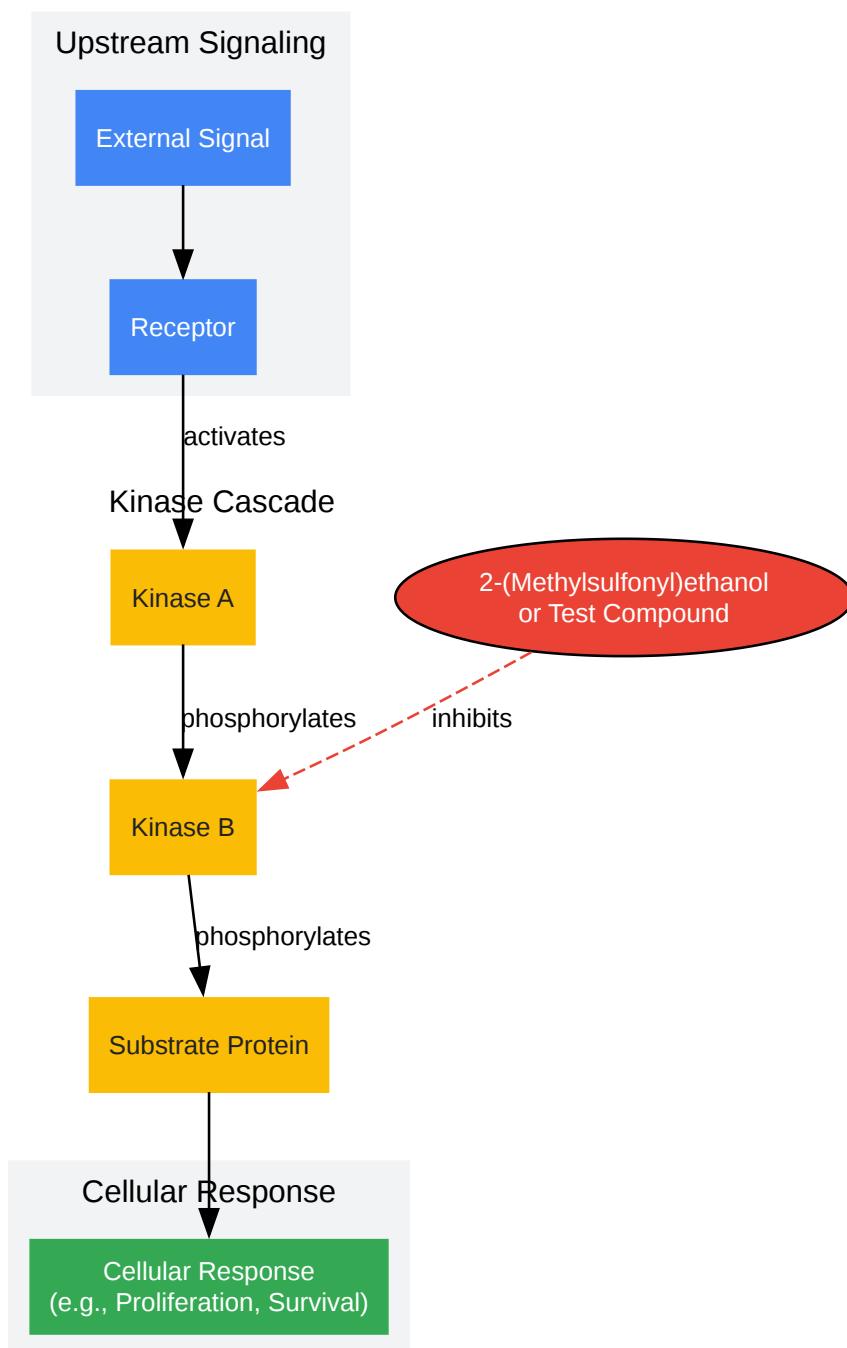 Upstream Signaling
External Signal
Receptor
activates
Kinase Cascade
Kinase A
2-(Methylsulfonyl)ethanol
or Test Compound
phosphorylates
inhibits
Kinase B
phosphorylates
Substrate Protein
Cellular Response
Cellular Response
(e.g., Proliferation, Survival)